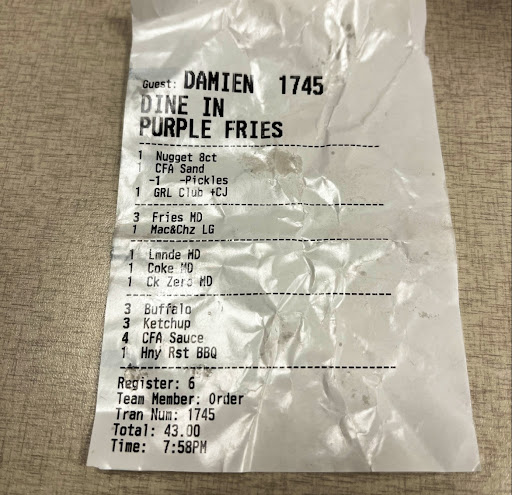 Guest: DAMIEN 1745
DINE IN
PURPLE FRIES
1 Nugget 8ct
1 CFA Sand
-1 -Pickles
1 GRL Club +CJ
3 Fries MD
1 Mac&Chz LG
1 Lmnde MD
1 Coke MD
1 Ck Zero MD
3 Buffalo
3 Ketchup
4 CFA Sauce
1 Hny Rst BBQ
Register: 6
Team Member: Order
Tran Num: 1745
Total: 43.00
Time: 7:58PM